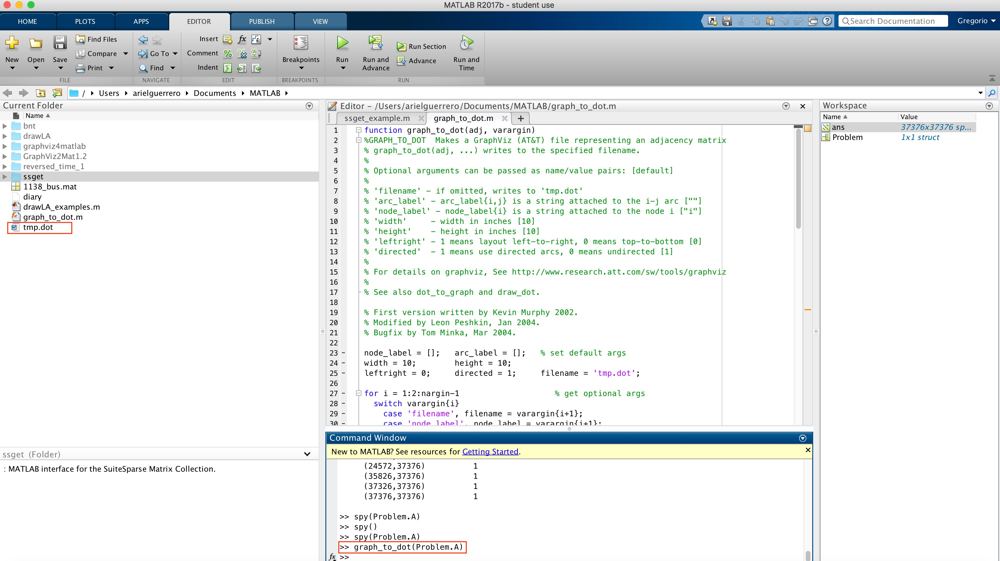 MATLAB R2017b - student use
HOME PLOTS APPS EDITOR PUBLISH VIEW Search Documentation Gregorio
New Open Save Find Files Compare Print
FILE
Go To Find
NAVIGATE
Insert fx fi
Comment
Indent
EDIT
Breakpoints
BREAKPOINTS
Run Run and Advance Run Section Advance Run and Time
RUN
/ Users arielguerrero Documents MATLAB
Current Folder
Name
bnt
drawLA
graphviz4matlab
GraphViz2Mat1.2
reversed_time_1
ssget
1138_bus.mat
diary
drawLA_examples.m
graph_to_dot.m
tmp.dot
ssget (Folder)
: MATLAB interface for the SuiteSparse Matrix Collection.
Editor - /Users/arielguerrero/Documents/MATLAB/graph_to_dot.m
ssget_example.m graph_to_dot.m +
1 function graph_to_dot(adj, varargin)
2 %GRAPH_TO_DOT  Makes a GraphViz (AT&T) file representing an adjacency matrix
3 % graph_to_dot(adj, ...) writes to the specified filename.
4 %
5 % Optional arguments can be passed as name/value pairs: [default]
6 %
7 % 'filename' - if omitted, writes to 'tmp.dot'
8 % 'arc_label' - arc_label{i,j} is a string attached to the i-j arc [""]
9 % 'node_label' - node_label{i} is a string attached to the node i ["i"]
10 % 'width'     - width in inches [10]
11 % 'height'    - height in inches [10]
12 % 'leftright' - 1 means layout left-to-right, 0 means top-to-bottom [0]
13 % 'directed'  - 1 means use directed arcs, 0 means undirected [1]
14 %
15 % For details on graphviz, See http://www.research.att.com/sw/tools/graphviz
16 %
17 % See also dot_to_graph and draw_dot.
18
19 % First version written by Kevin Murphy 2002.
20 % Modified by Leon Peshkin, Jan 2004.
21 % Bugfix by Tom Minka, Mar 2004.
22
23 - node_label = [];   arc_label = [];   % set default args
24 - width = 10;        height = 10;
25 - leftright = 0;     directed = 1;     filename = 'tmp.dot';
26
27 - for i = 1:2:nargin-1                    % get optional args
28 -   switch varargin{i}
29 -     case 'filename', filename = varargin{i+1};
30 -     case 'node_label', node_label = varargin{i+1};
Command Window
New to MATLAB? See resources for Getting Started.
(24572,37376) 1
(35826,37376) 1
(37326,37376) 1
(37376,37376) 1
>> spy(Problem.A)
>> spy()
>> spy(Problem.A)
>> graph_to_dot(Problem.A)
fx >>
Workspace
Name Value
ans 37376x37376 sp...
Problem 1x1 struct